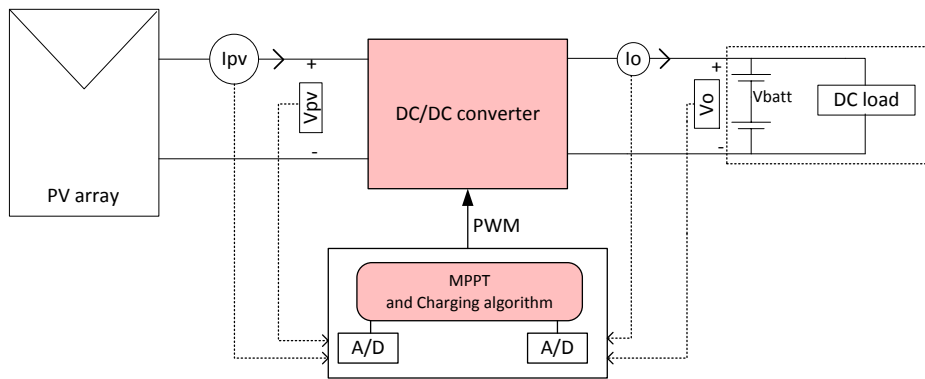 Ipv
+
Vpv
-
PV array
DC/DC converter
Io
+
Vo
-
Vbatt
DC load
PWM
MPPT
and Charging algorithm
A/D
A/D